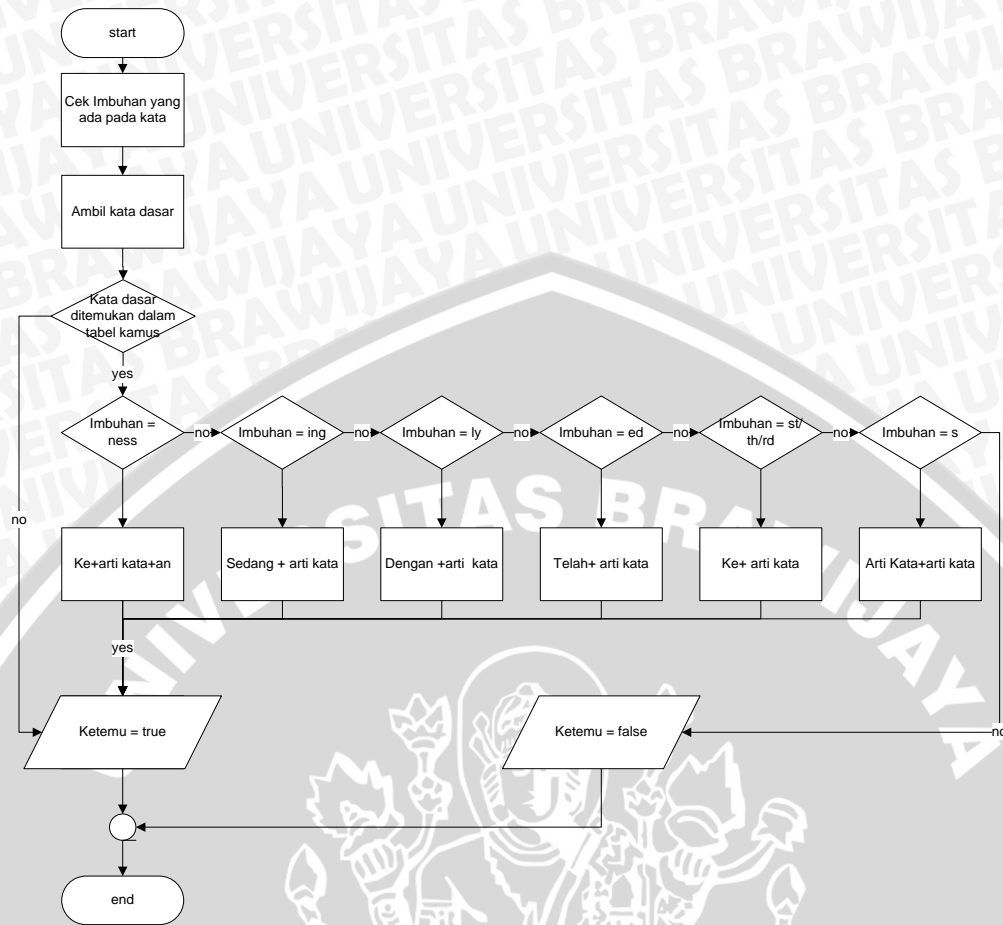 start
Cek Imbuhan yang
ada pada kata
Ambil kata dasar
Kata dasar
ditemukan dalam
tabel kamus
yes
Imbuhan =
ness
no
Imbuhan = ing
no
Imbuhan = ly
no
Imbuhan = ed
no
Imbuhan = st/
th/rd
no
Imbuhan = s
no
Ke+arti kata+an
Sedang + arti kata
Dengan +arti kata
Telah+ arti kata
Ke+ arti kata
Arti Kata+arti kata
yes
Ketemu = true
Ketemu = false
no
end
UNIVERSITAS BRAWIJAYA